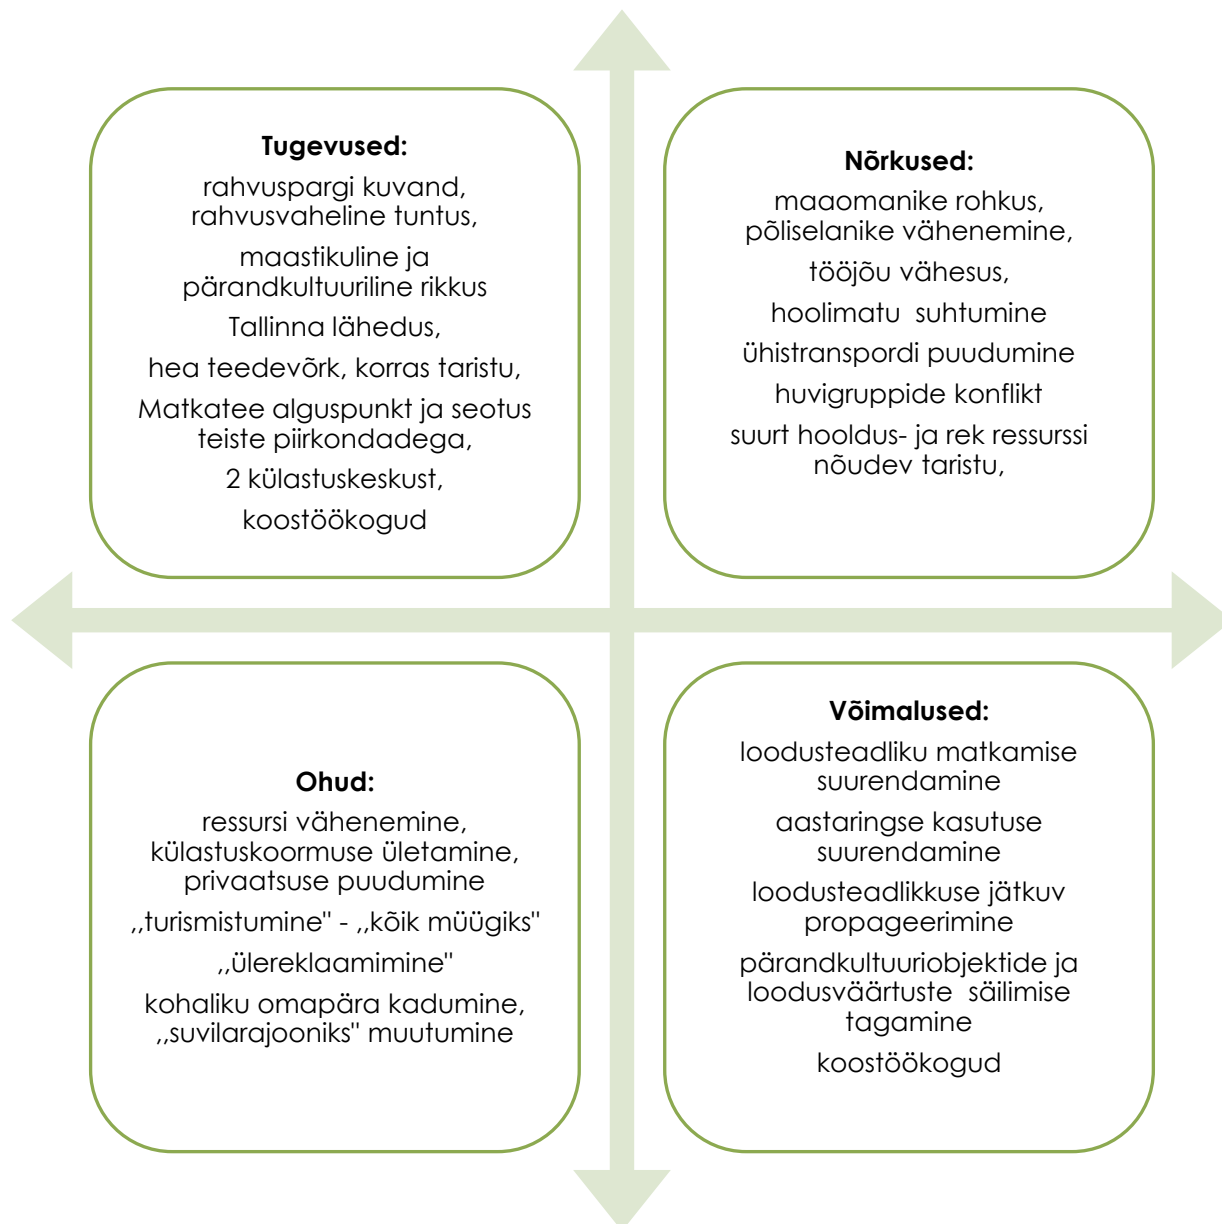 Tugevused:
rahvuspargi kuvand,
rahvusvaheline tuntus,
maastikuline ja
pärandkultuuriline rikkus
Tallinna lähedus,
hea teedevõrk, korras taristu,
Matkatee alguspunkt ja seotus
teiste piirkondadega,
2 külastuskeskust,
koostöökogud
Nõrkused:
maaomanike rohkus,
põliselanike vähenemine,
tööjõu vähesus,
hoolimatu  suhtumine
ühistranspordi puudumine
huvigruppide konflikt
suurt hooldus- ja rek ressurssi
nõudev taristu,
Ohud:
ressursi vähenemine,
külastuskoormuse ületamine,
privaatsuse puudumine
,,turismistumine" - ,,kõik müügiks"
,,ülereklaamimine"
kohaliku omapära kadumine,
,,suvilarajooniks" muutumine
Võimalused:
loodusteadliku matkamise
suurendamine
aastaringse kasutuse
suurendamine
loodusteadlikkuse jätkuv
propageerimine
pärandkultuuriobjektide ja
loodusväärtuste  säilimise
tagamine
koostöökogud